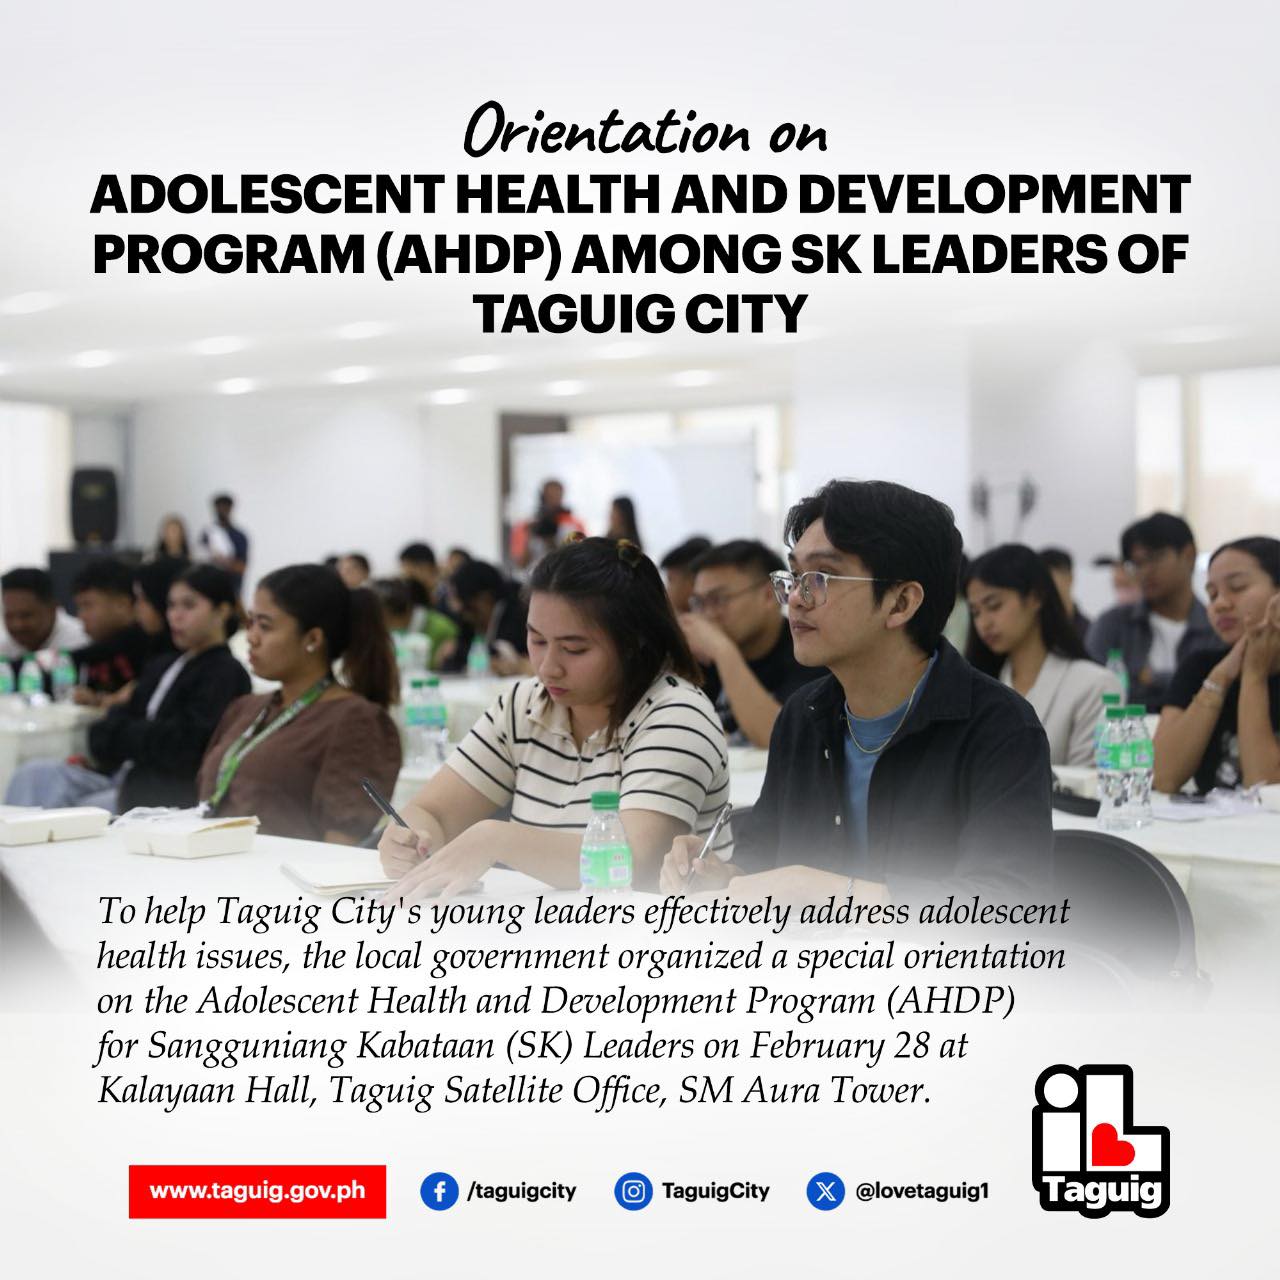 Orientation on
ADOLESCENT HEALTH AND DEVELOPMENT
PROGRAM (AHDP) AMONG SK LEADERS OF
TAGUIG CITY
To help Taguig City's young leaders effectively address adolescent
health issues, the local government organized a special orientation
on the Adolescent Health and Development Program (AHDP)
for Sangguniang Kabataan (SK) Leaders on February 28 at
Kalayaan Hall, Taguig Satellite Office, SM Aura Tower.
www.taguig.gov.ph
/taguigcity
TaguigCity
@lovetaguig1
iL
Taguig